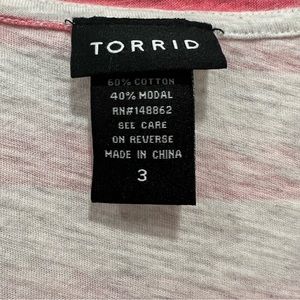 TORRID
60% COTTON
40% MODAL
RN#148862
SEE CARE
ON REVERSE
MADE IN CHINA
3